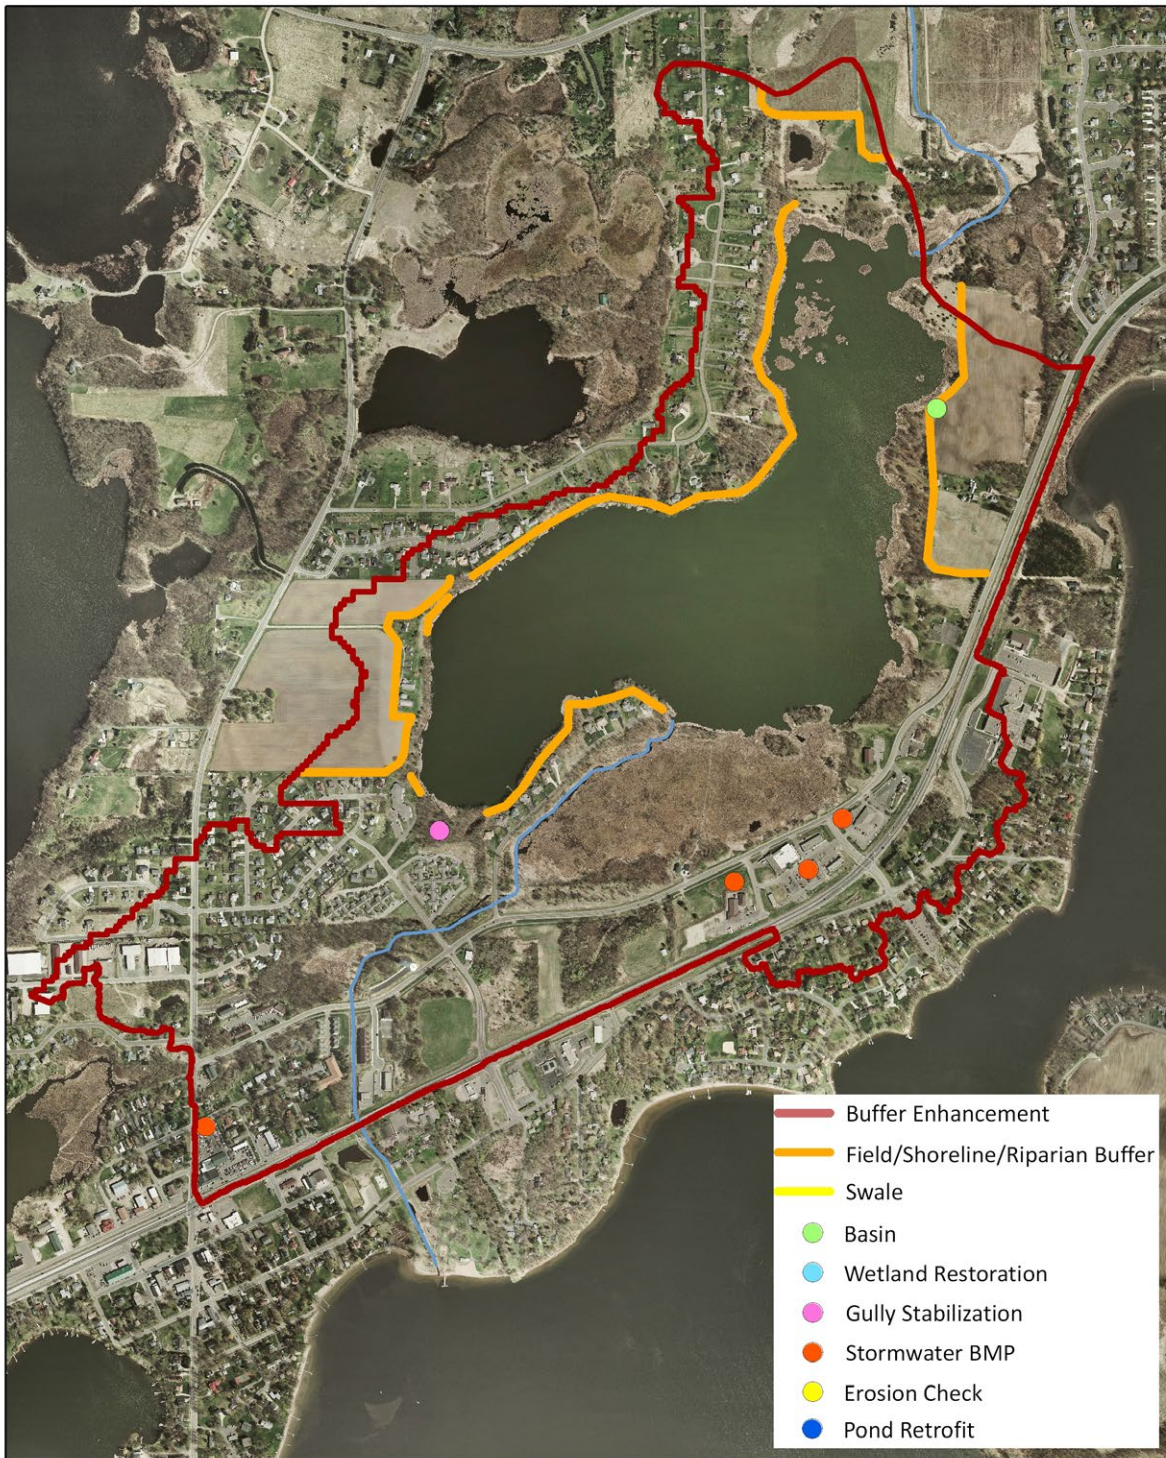 Buffer Enhancement
Field/Shoreline/Riparian Buffer
Swale
Basin
Wetland Restoration
Gully Stabilization
Stormwater BMP
Erosion Check
Pond Retrofit